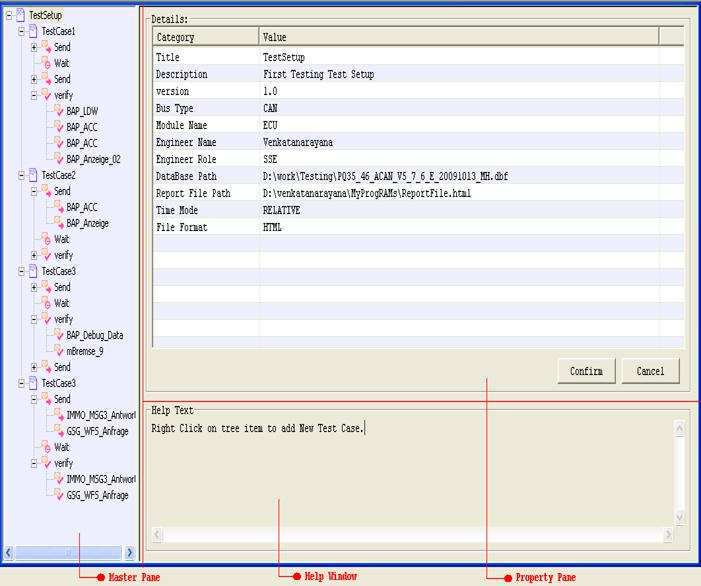 TestSetup
TestCase1
Send
Wait
Send
verify
BAP_LDW
BAP_ACC
BAP_ACC
BAP_Anzeige_02
TestCase2
Send
BAP_ACC
BAP_Anzeige
Wait
verify
TestCase3
Send
Wait
verify
BAP_Debug_Data
mBremse_9
Send
TestCase3
Send
IMMO_MSG3_Antworl
GSG_WFS_Anfrage
Wait
verify
IMMO_MSG3_Antworl
GSG_WFS_Anfrage
Details:
Category Value
Title TestSetup
Description First Testing Test Setup
version 1.0
Bus Type CAN
Module Name ECU
Engineer Name Venkatanarayana
Engineer Role SSE
DataBase Path D:\work\Testing\PQ35_46_ACAN_V5_7_6_E_20091013_MH.dbf
Report File Path D:\venkatanarayana\MyProgRAMs\ReportFile.html
Time Mode RELATIVE
File Format HTML
Confirm Cancel
Help Text
Right Click on tree item to add New Test Case.
Master Pane Help Window Property Pane